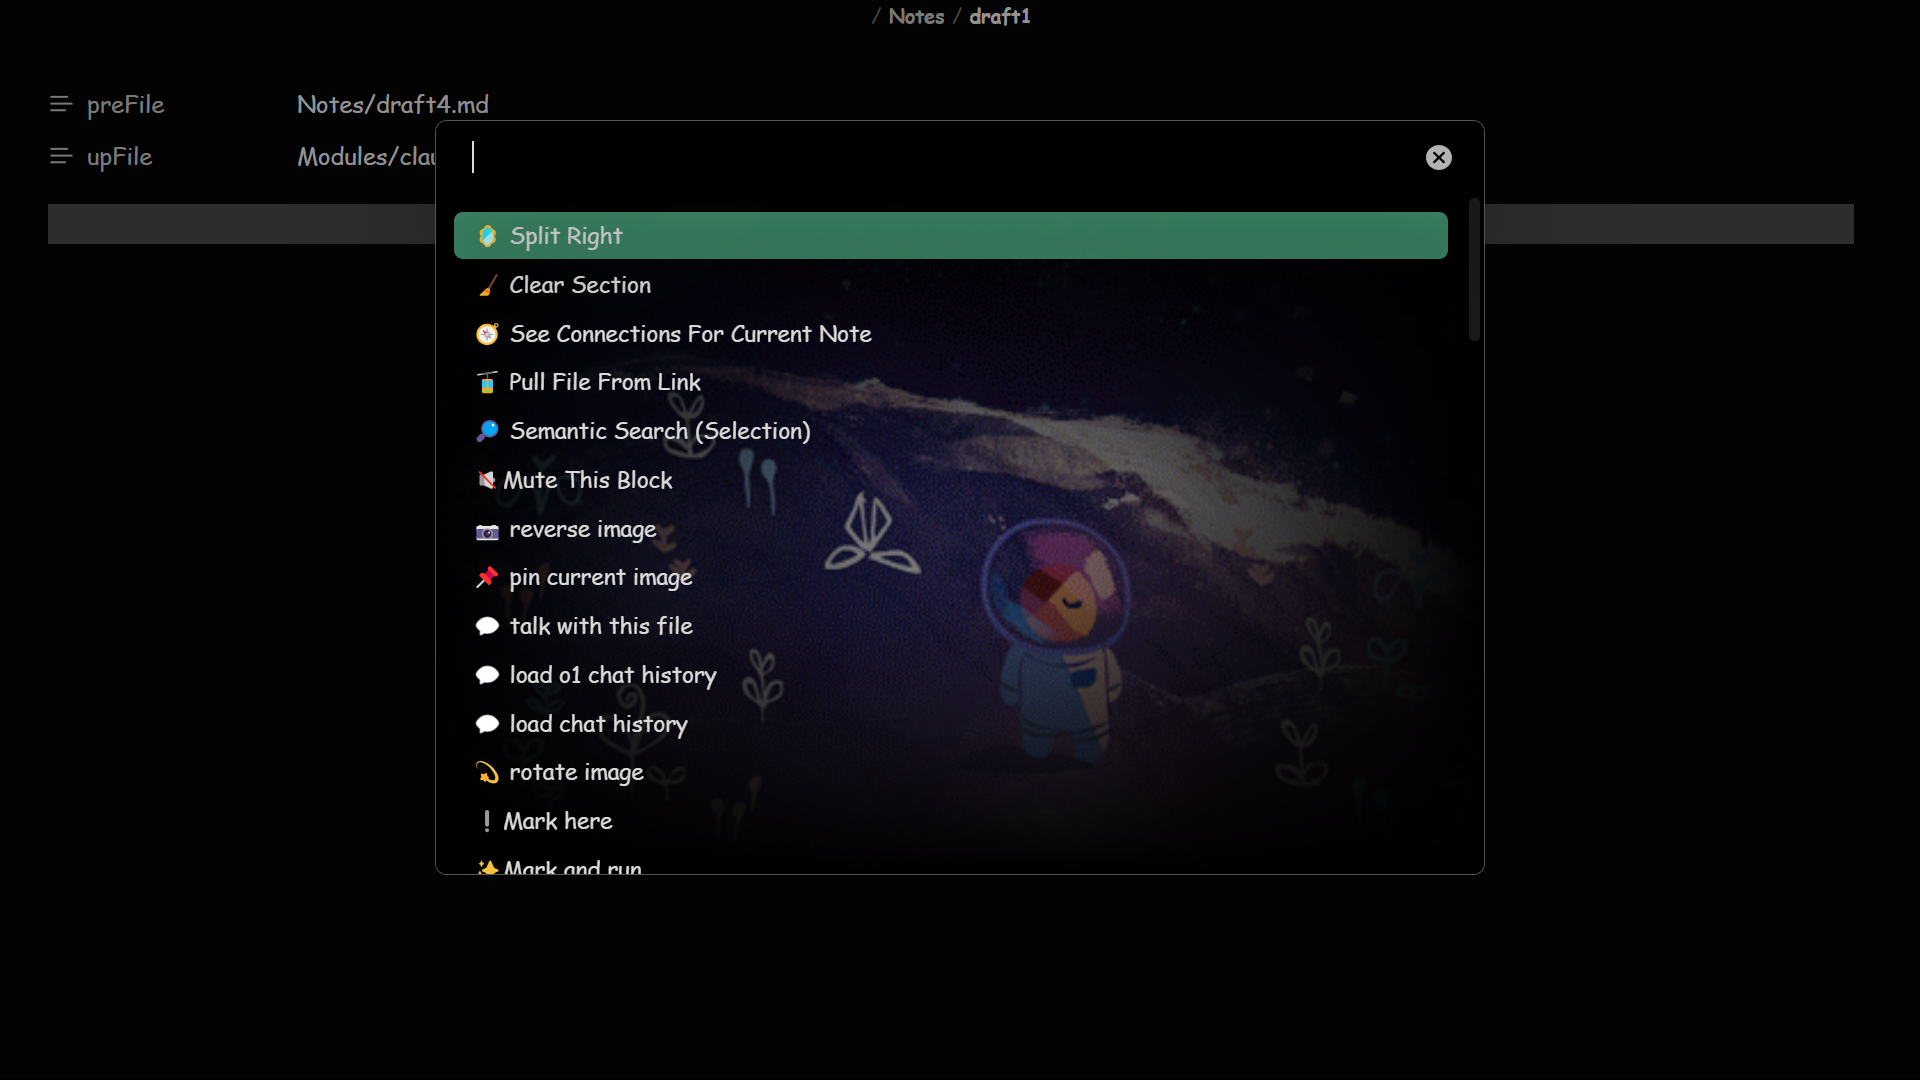 / Notes / draft1
preFile Notes/draft4.md
upFile Modules/clau
Split Right
Clear Section
See Connections For Current Note
Pull File From Link
Semantic Search (Selection)
Mute This Block
reverse image
pin current image
talk with this file
load o1 chat history
load chat history
rotate image
Mark here
Mark and run